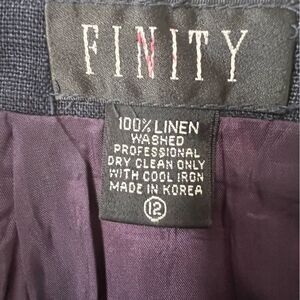 FINITY
100% LINEN
WASHED
PROFESSIONAL
DRY CLEAN ONLY
WITH COOL IRON
MADE IN KOREA
12